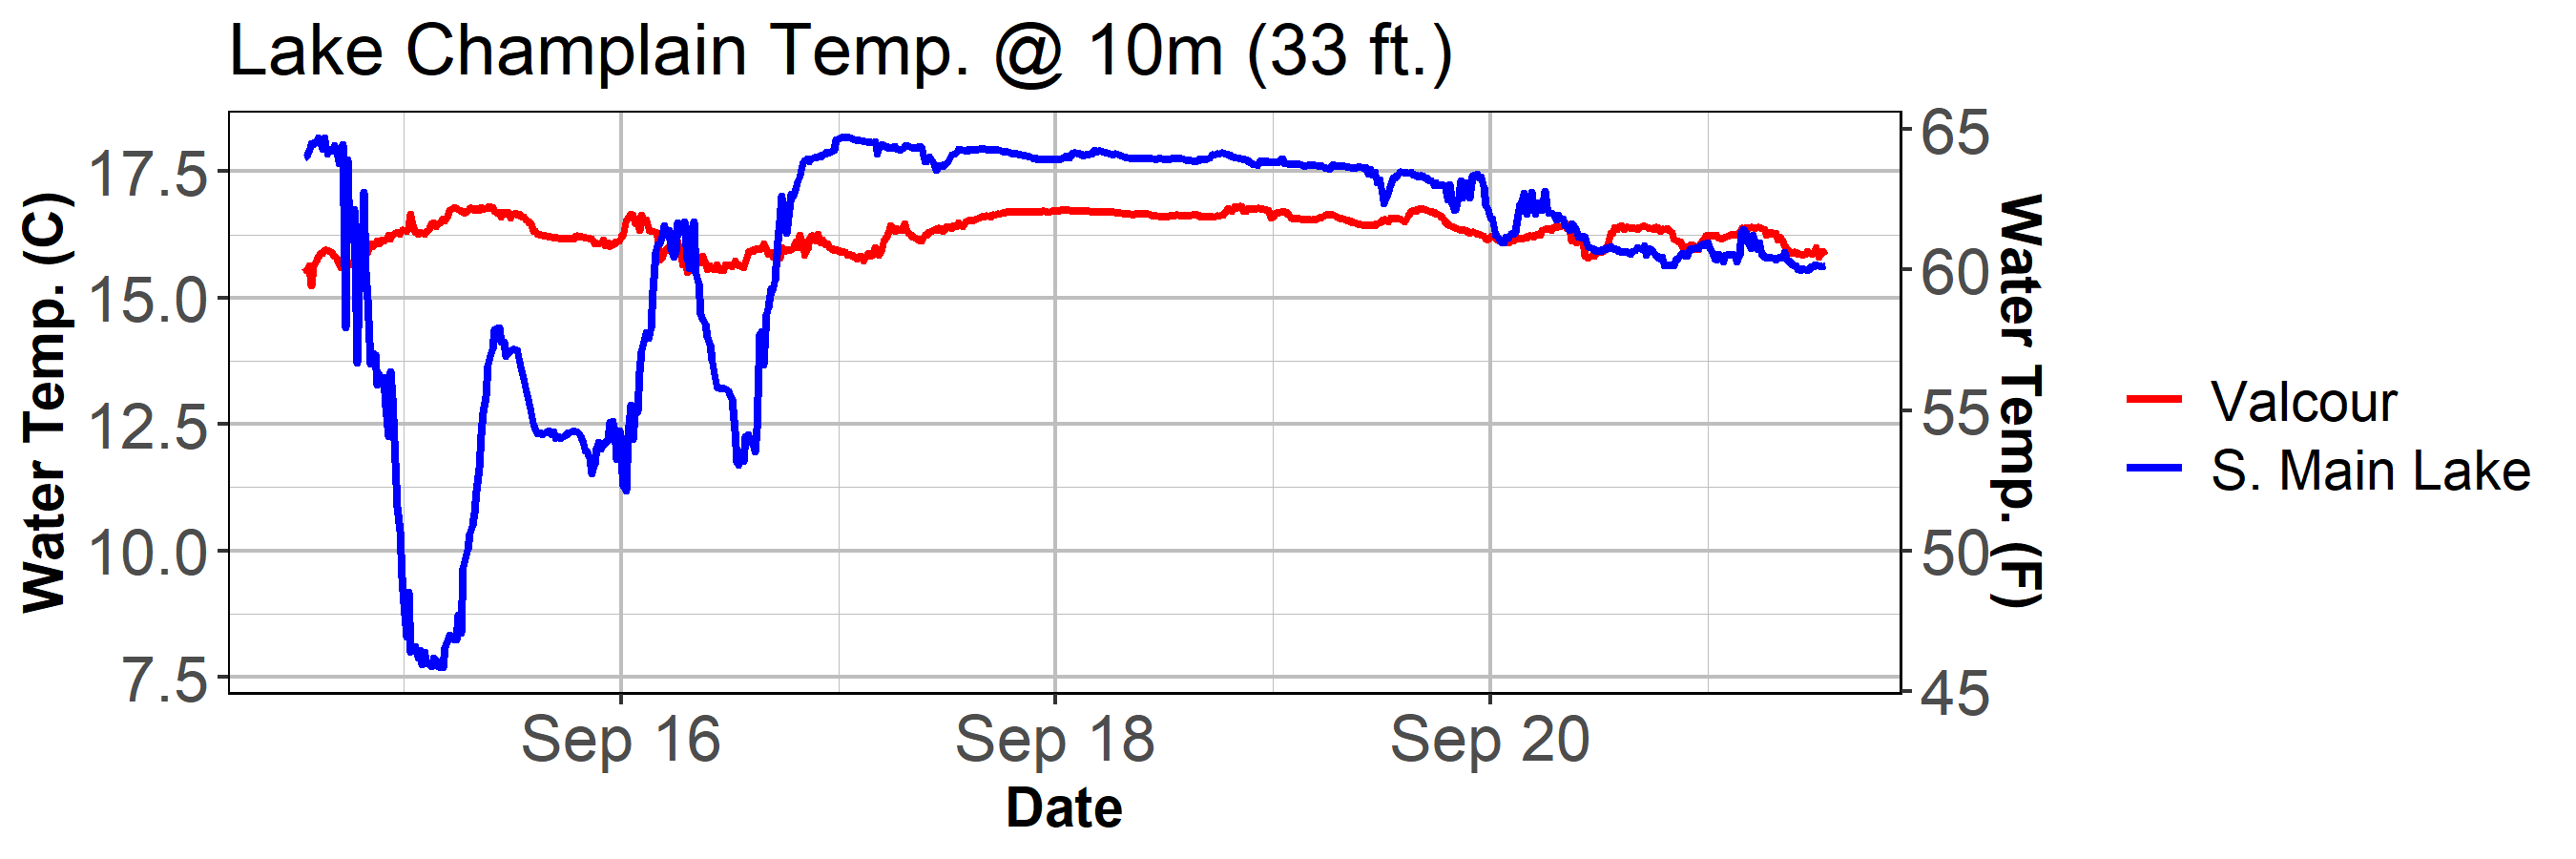 Lake Champlain Temp. @ 10m (33 ft.)
Water Temp. (C)
17.5
15.0
12.5
10.0
7.5
65
60
55
50
45
Water Temp. (F)
Sep 16
Sep 18
Sep 20
Date
Valcour
S. Main Lake